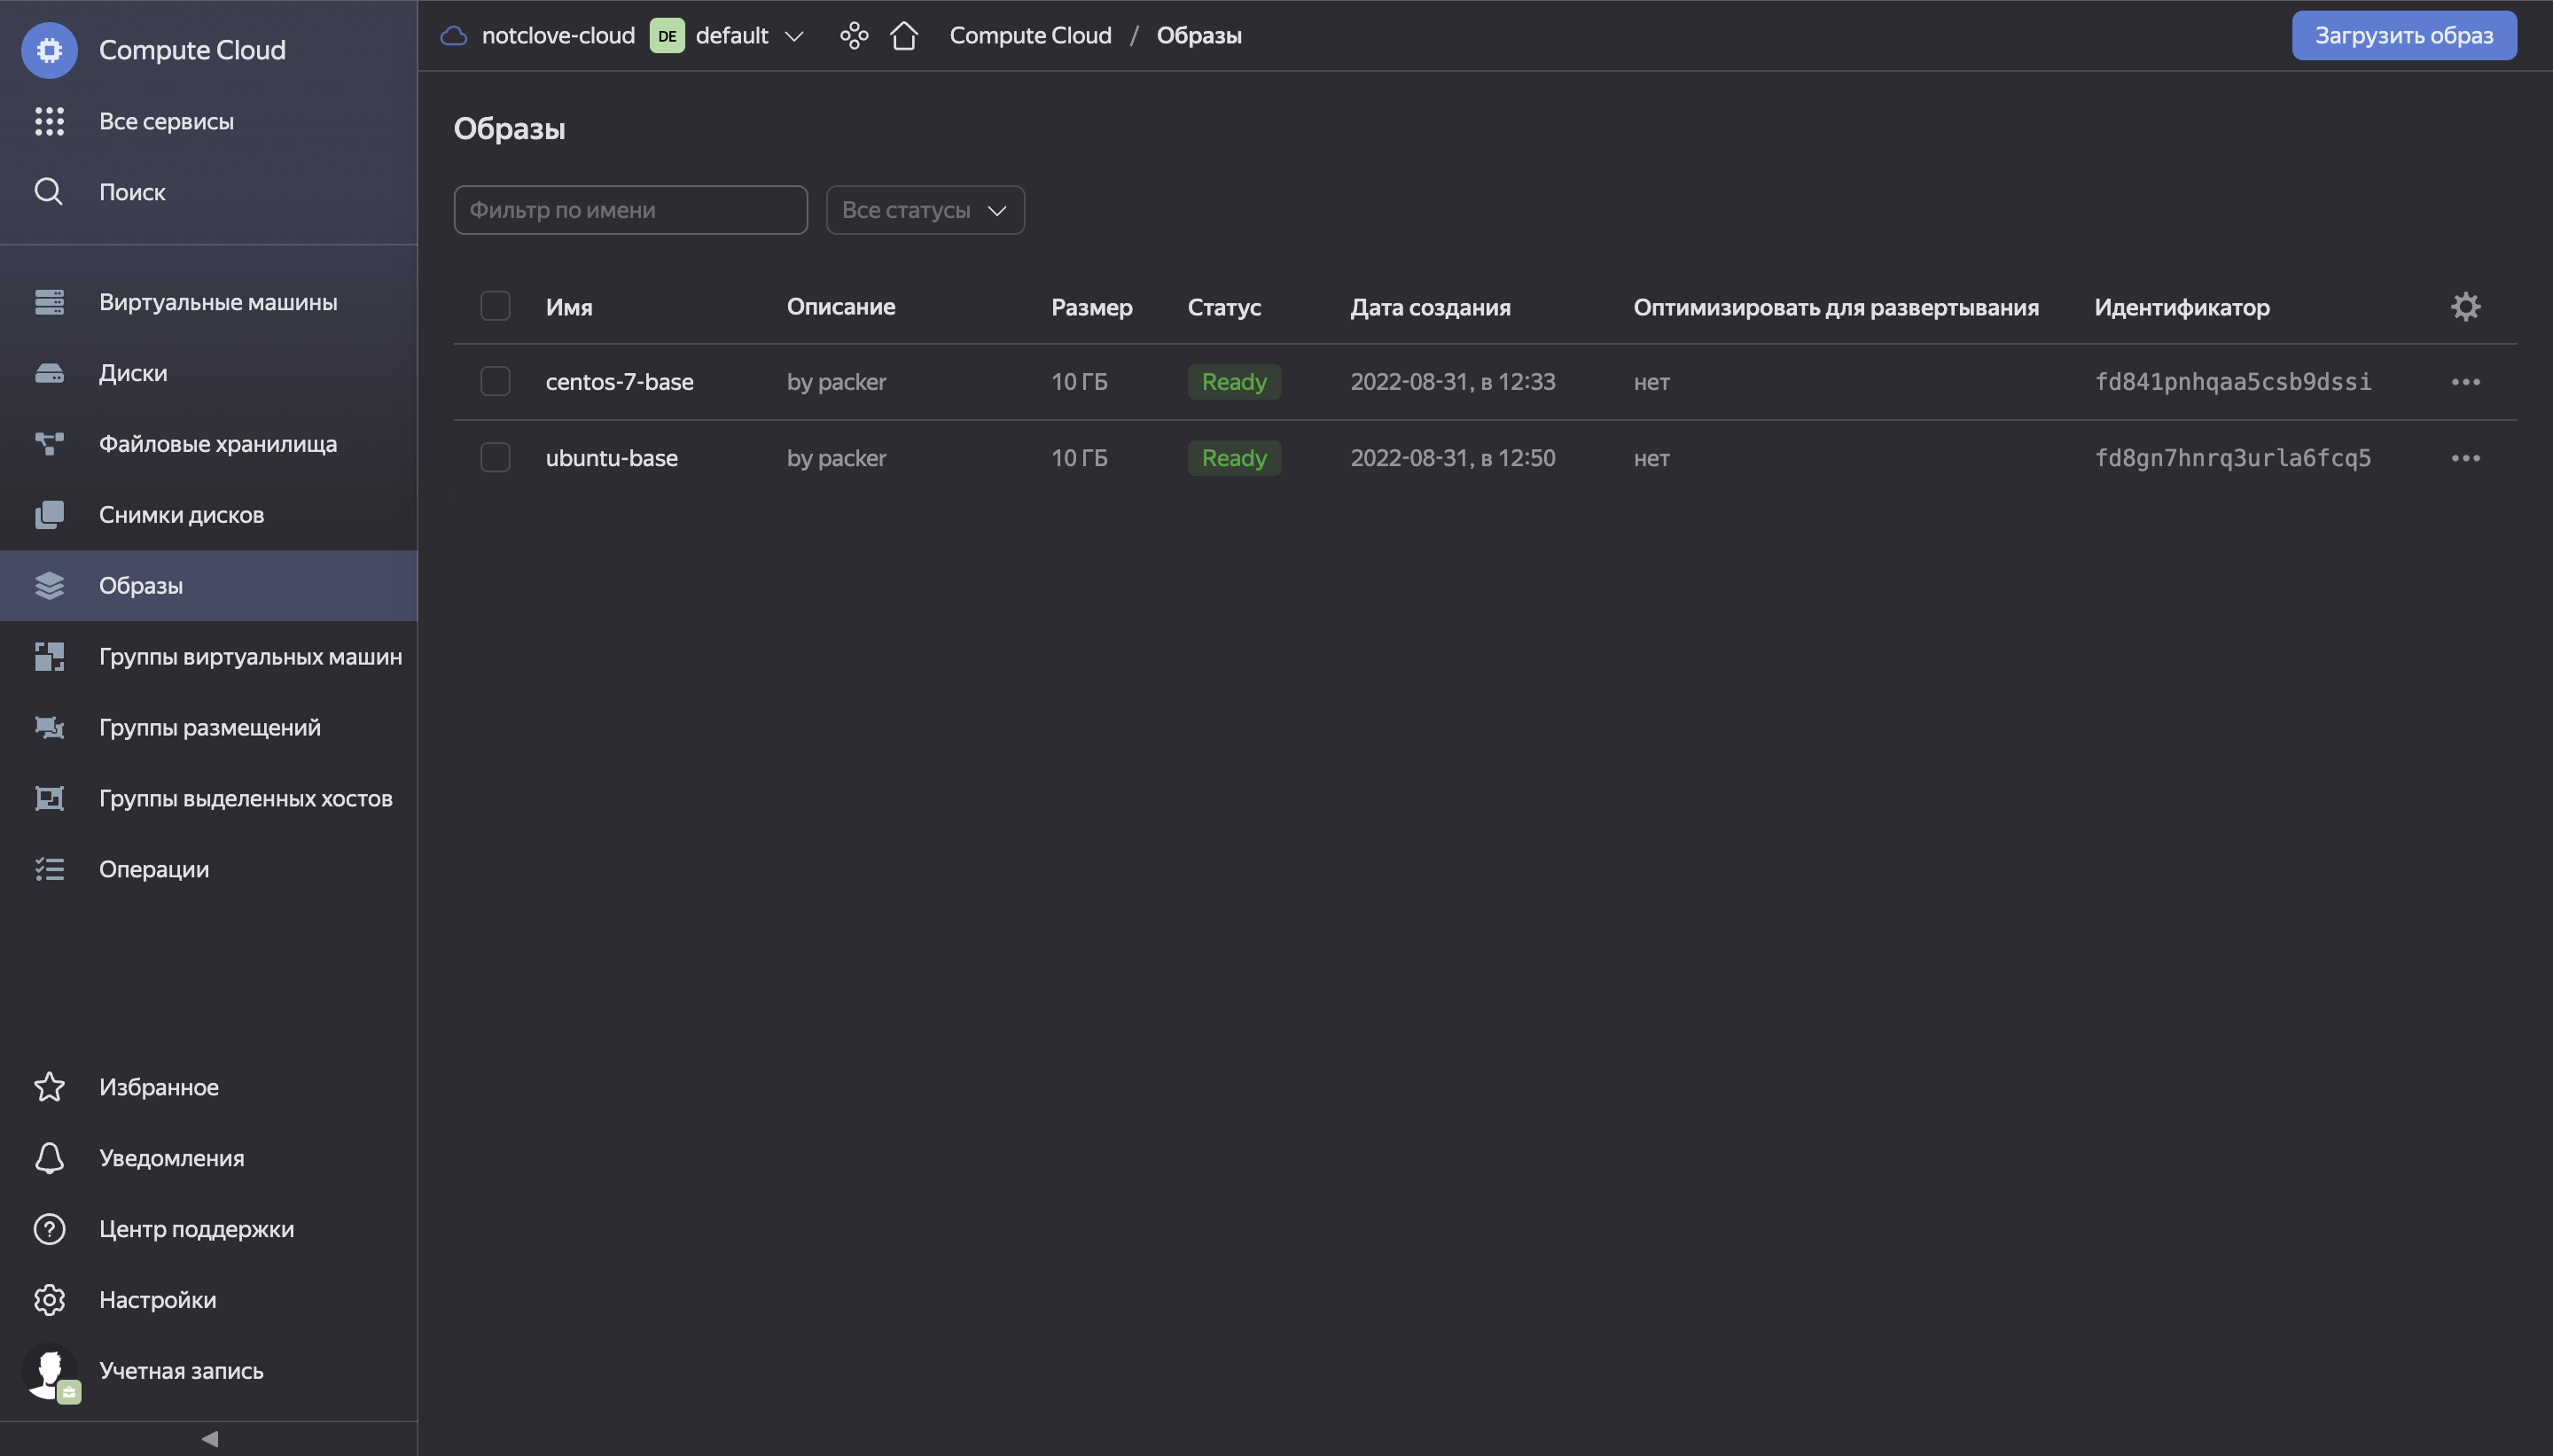 Compute Cloud
Все сервисы
Поиск
Виртуальные машины
Диски
Файловые хранилища
Снимки дисков
Образы
Группы виртуальных машин
Группы размещений
Группы выделенных хостов
Операции
Избранное
Уведомления
Центр поддержки
Настройки
Учетная запись
notclove-cloud DE default Compute Cloud / Образы Загрузить образ
Образы
Фильтр по имени Все статусы
Имя Описание Размер Статус Дата создания Оптимизировать для развертывания Идентификатор
centos-7-base by packer 10 ГБ Ready 2022-08-31, в 12:33 нет fd841pnhqaa5csb9dssi
ubuntu-base by packer 10 ГБ Ready 2022-08-31, в 12:50 нет fd8gn7hnrq3urla6fcq5